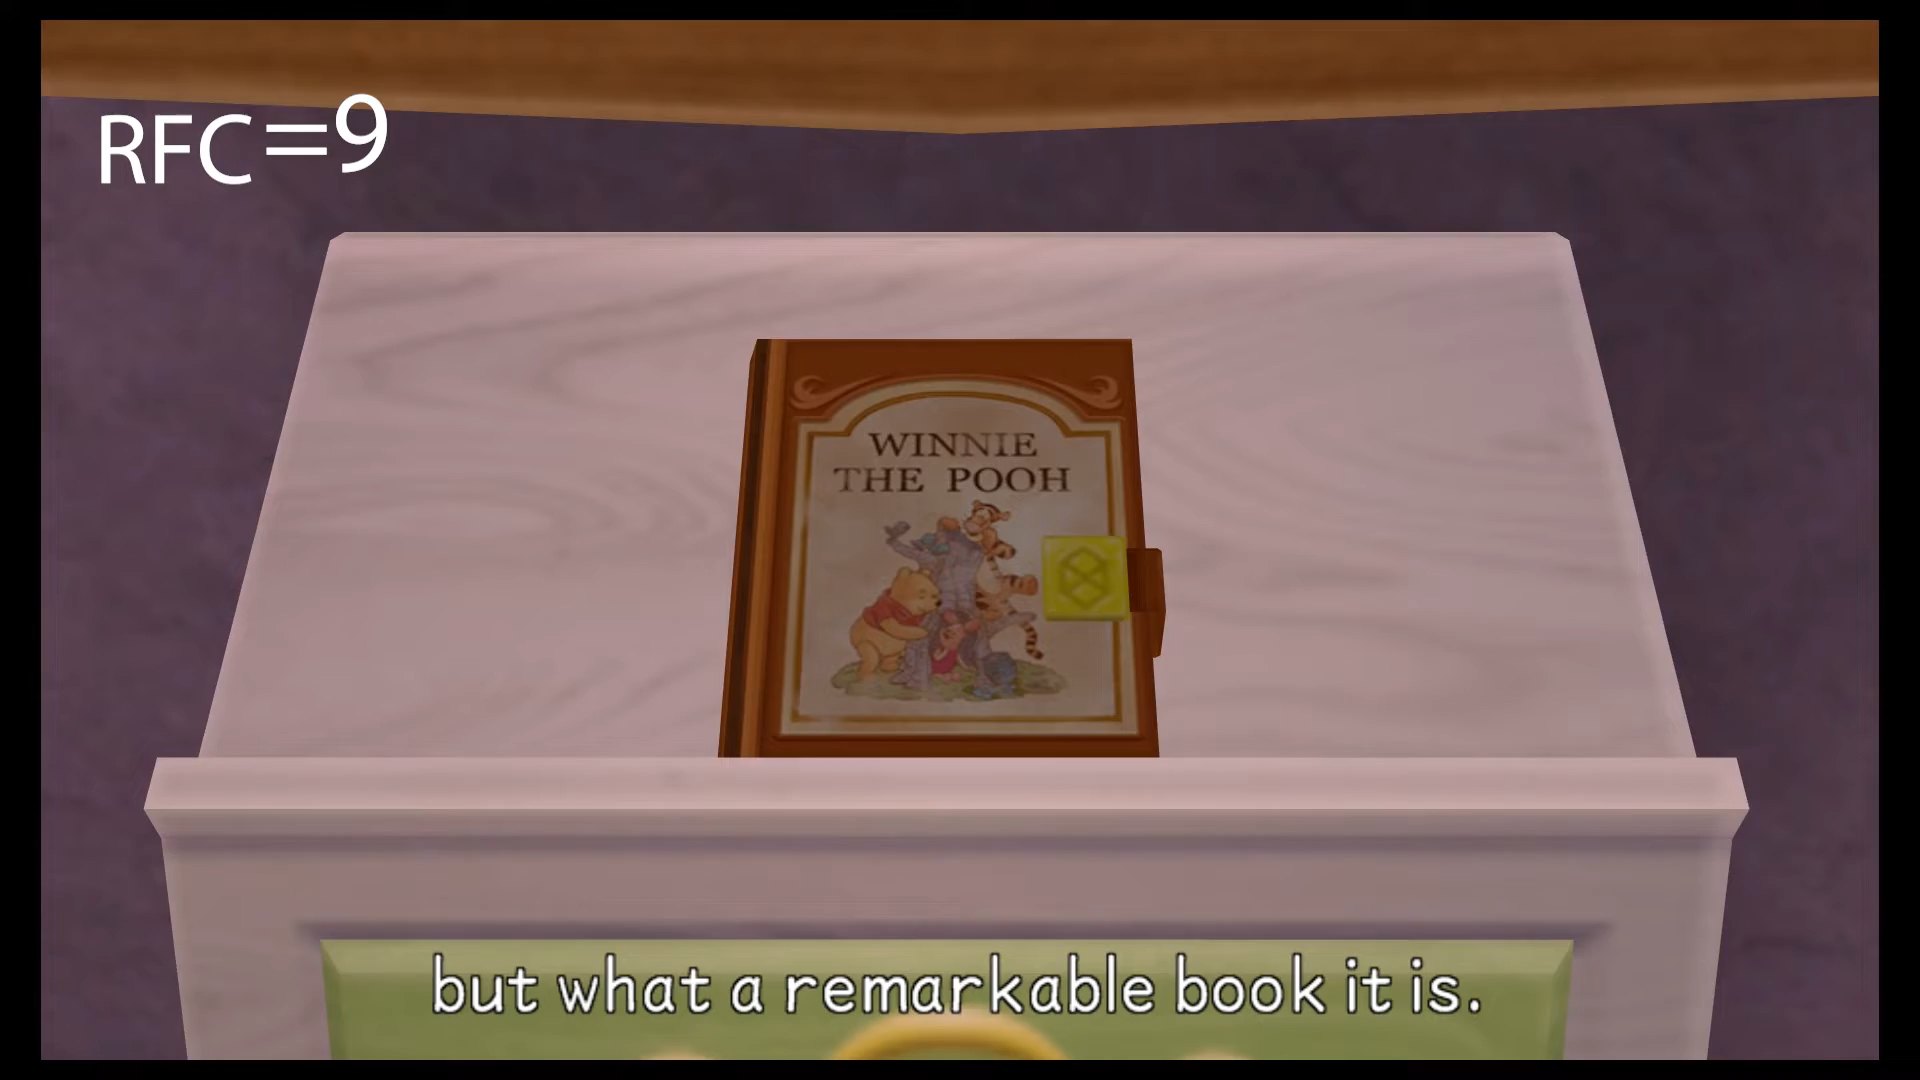 RFC=9
WINNIE
THE POOH
but what a remarkable book it is.